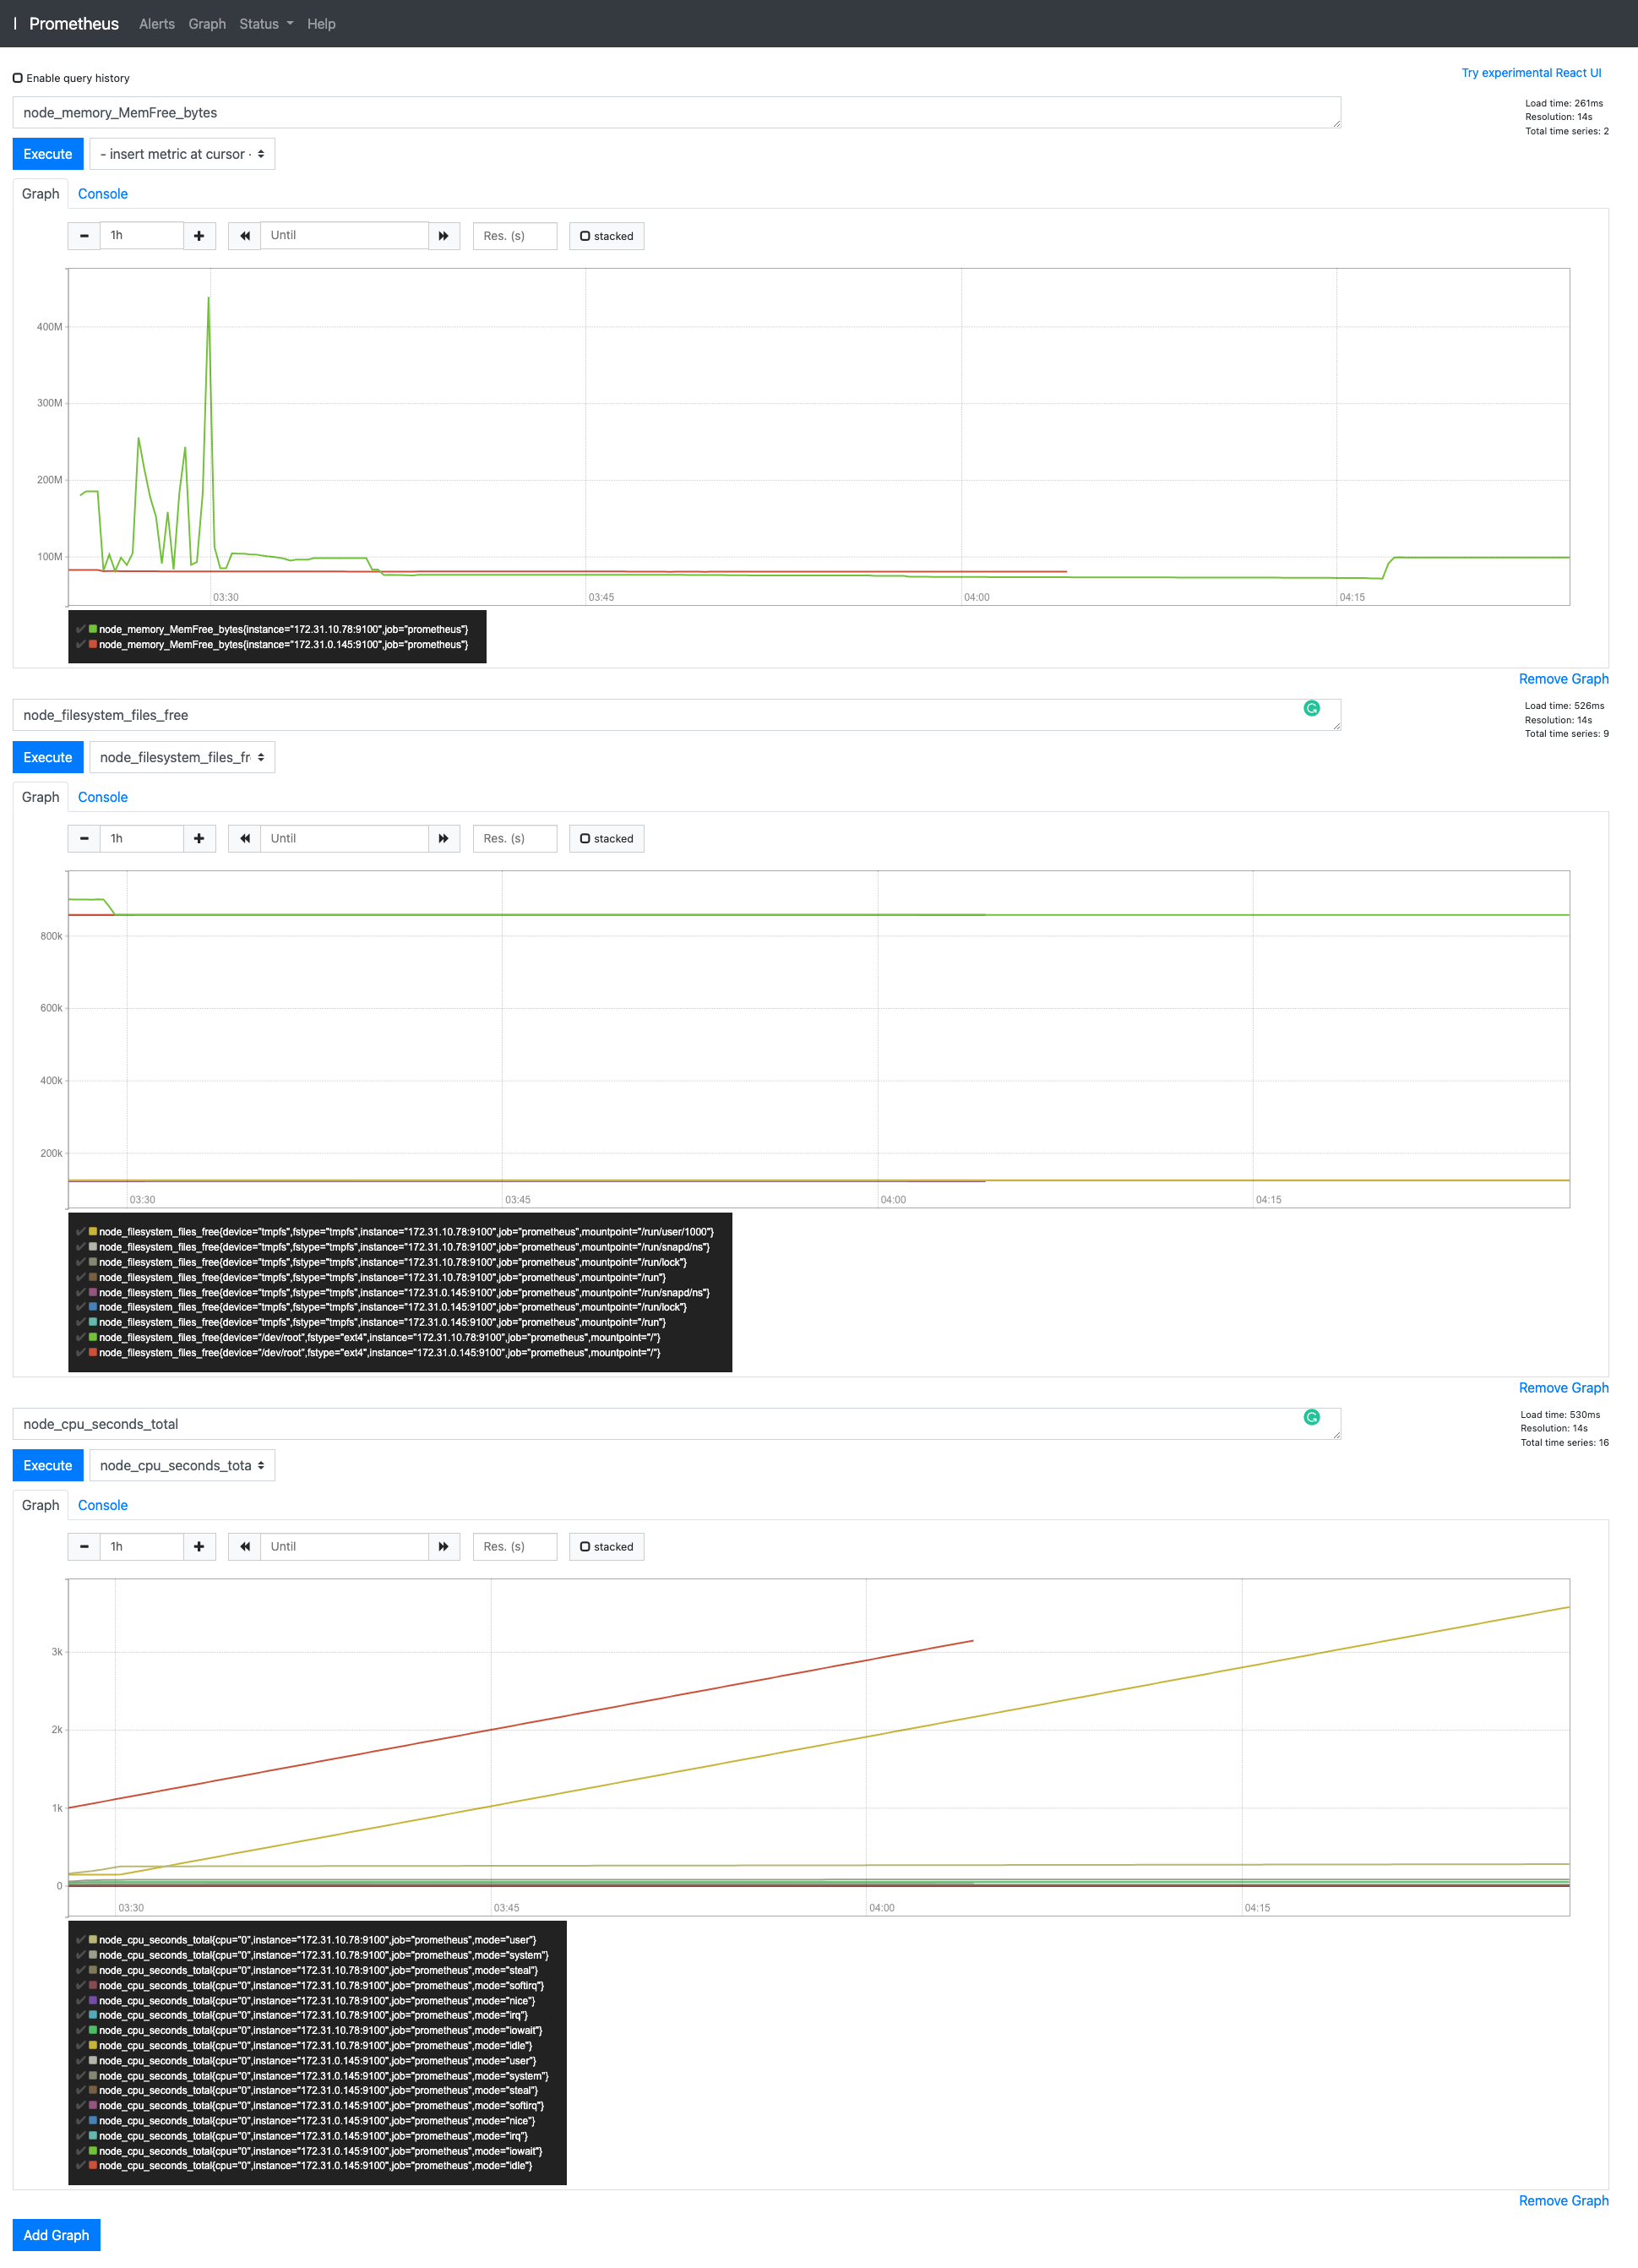 Prometheus Alerts Graph Status Help
Enable query history
Try experimental React UI
node_memory_MemFree_bytes
Load time: 261ms
Resolution: 14s
Total time series: 2
Execute - insert metric at cursor -
Graph Console
1h Until Res. (s) stacked
400M
300M
200M
100M
03:30 03:45 04:00 04:15
node_memory_MemFree_bytes{instance="172.31.10.78:9100",job="prometheus"}
node_memory_MemFree_bytes{instance="172.31.0.145:9100",job="prometheus"}
Remove Graph
node_filesystem_files_free
Load time: 526ms
Resolution: 14s
Total time series: 9
Execute node_filesystem_files_fr
Graph Console
1h Until Res. (s) stacked
800k
600k
400k
200k
03:30 03:45 04:00 04:15
node_filesystem_files_free{device="tmpfs",fstype="tmpfs",instance="172.31.10.78:9100",job="prometheus",mountpoint="/run/user/1000"}
node_filesystem_files_free{device="tmpfs",fstype="tmpfs",instance="172.31.10.78:9100",job="prometheus",mountpoint="/run/snapd/ns"}
node_filesystem_files_free{device="tmpfs",fstype="tmpfs",instance="172.31.10.78:9100",job="prometheus",mountpoint="/run/lock"}
node_filesystem_files_free{device="tmpfs",fstype="tmpfs",instance="172.31.10.78:9100",job="prometheus",mountpoint="/run"}
node_filesystem_files_free{device="tmpfs",fstype="tmpfs",instance="172.31.0.145:9100",job="prometheus",mountpoint="/run/snapd/ns"}
node_filesystem_files_free{device="tmpfs",fstype="tmpfs",instance="172.31.0.145:9100",job="prometheus",mountpoint="/run/lock"}
node_filesystem_files_free{device="tmpfs",fstype="tmpfs",instance="172.31.0.145:9100",job="prometheus",mountpoint="/run"}
node_filesystem_files_free{device="/dev/root",fstype="ext4",instance="172.31.10.78:9100",job="prometheus",mountpoint="/"}
node_filesystem_files_free{device="/dev/root",fstype="ext4",instance="172.31.0.145:9100",job="prometheus",mountpoint="/"}
Remove Graph
node_cpu_seconds_total
Load time: 530ms
Resolution: 14s
Total time series: 16
Execute node_cpu_seconds_tota
Graph Console
1h Until Res. (s) stacked
3k
2k
1k
0
03:30 03:45 04:00 04:15
node_cpu_seconds_total{cpu="0",instance="172.31.10.78:9100",job="prometheus",mode="user"}
node_cpu_seconds_total{cpu="0",instance="172.31.10.78:9100",job="prometheus",mode="system"}
node_cpu_seconds_total{cpu="0",instance="172.31.10.78:9100",job="prometheus",mode="steal"}
node_cpu_seconds_total{cpu="0",instance="172.31.10.78:9100",job="prometheus",mode="softirq"}
node_cpu_seconds_total{cpu="0",instance="172.31.10.78:9100",job="prometheus",mode="nice"}
node_cpu_seconds_total{cpu="0",instance="172.31.10.78:9100",job="prometheus",mode="irq"}
node_cpu_seconds_total{cpu="0",instance="172.31.10.78:9100",job="prometheus",mode="iowait"}
node_cpu_seconds_total{cpu="0",instance="172.31.10.78:9100",job="prometheus",mode="idle"}
node_cpu_seconds_total{cpu="0",instance="172.31.0.145:9100",job="prometheus",mode="user"}
node_cpu_seconds_total{cpu="0",instance="172.31.0.145:9100",job="prometheus",mode="system"}
node_cpu_seconds_total{cpu="0",instance="172.31.0.145:9100",job="prometheus",mode="steal"}
node_cpu_seconds_total{cpu="0",instance="172.31.0.145:9100",job="prometheus",mode="softirq"}
node_cpu_seconds_total{cpu="0",instance="172.31.0.145:9100",job="prometheus",mode="nice"}
node_cpu_seconds_total{cpu="0",instance="172.31.0.145:9100",job="prometheus",mode="irq"}
node_cpu_seconds_total{cpu="0",instance="172.31.0.145:9100",job="prometheus",mode="iowait"}
node_cpu_seconds_total{cpu="0",instance="172.31.0.145:9100",job="prometheus",mode="idle"}
Remove Graph
Add Graph